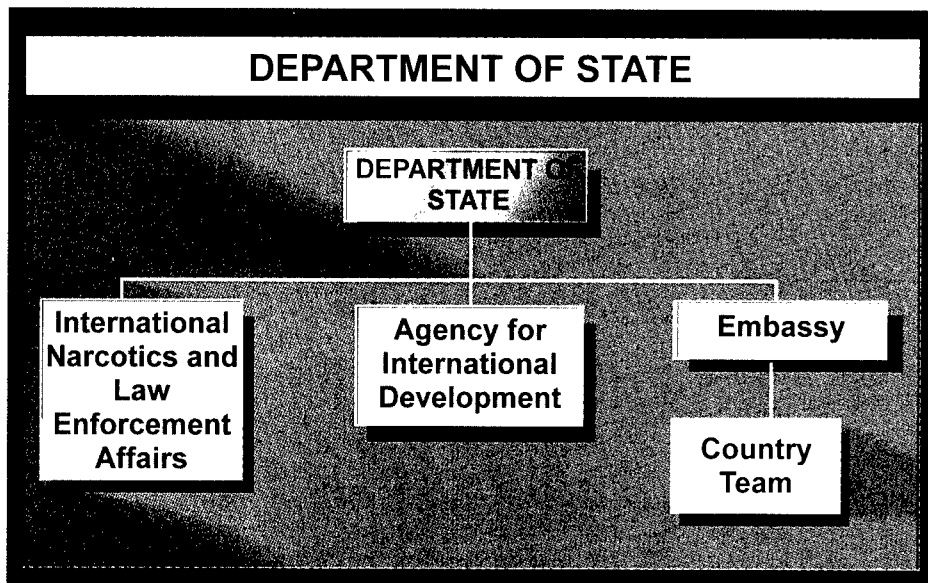 DEPARTMENT OF STATE
DEPARTMENT OF
STATE
International
Narcotics and
Law
Enforcement
Affairs
Agency for
International
Development
Embassy
Country
Team